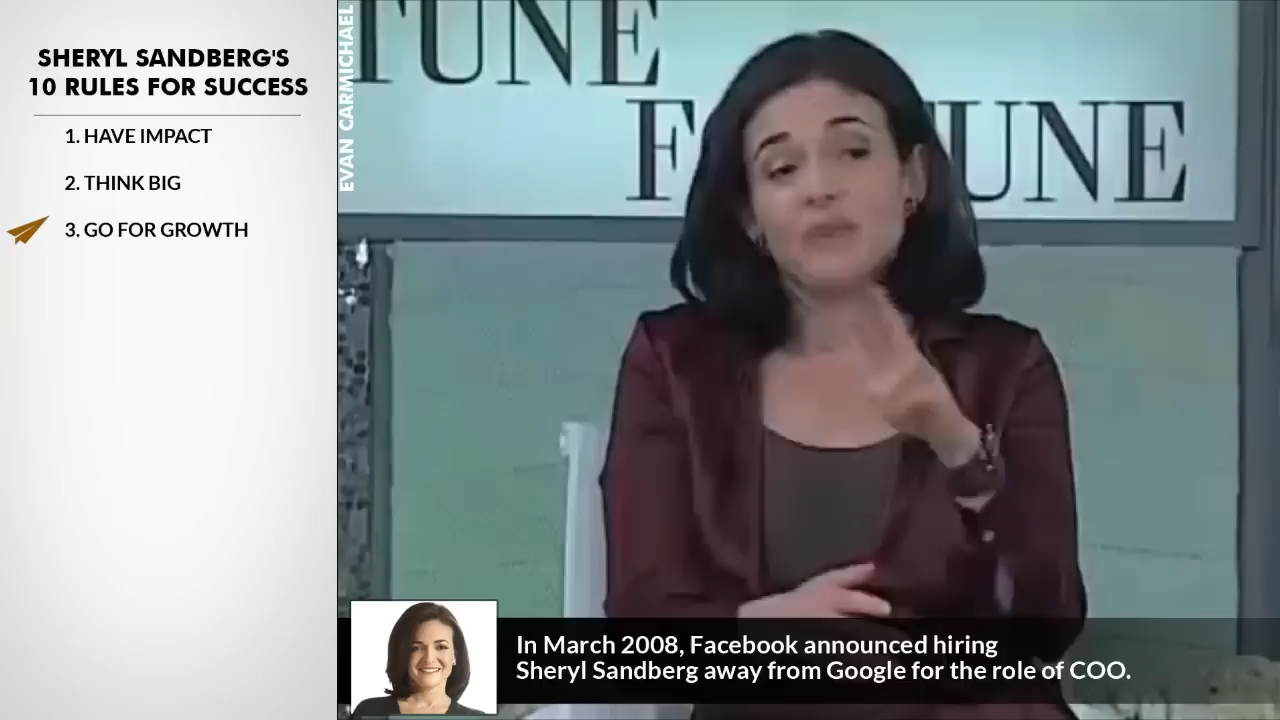 SHERYL SANDBERG'S
10 RULES FOR SUCCESS
1. HAVE IMPACT
2. THINK BIG
3. GO FOR GROWTH
EVAN CARMICHAEL
TUNE
F TUNE
In March 2008, Facebook announced hiring
Sheryl Sandberg away from Google for the role of COO.